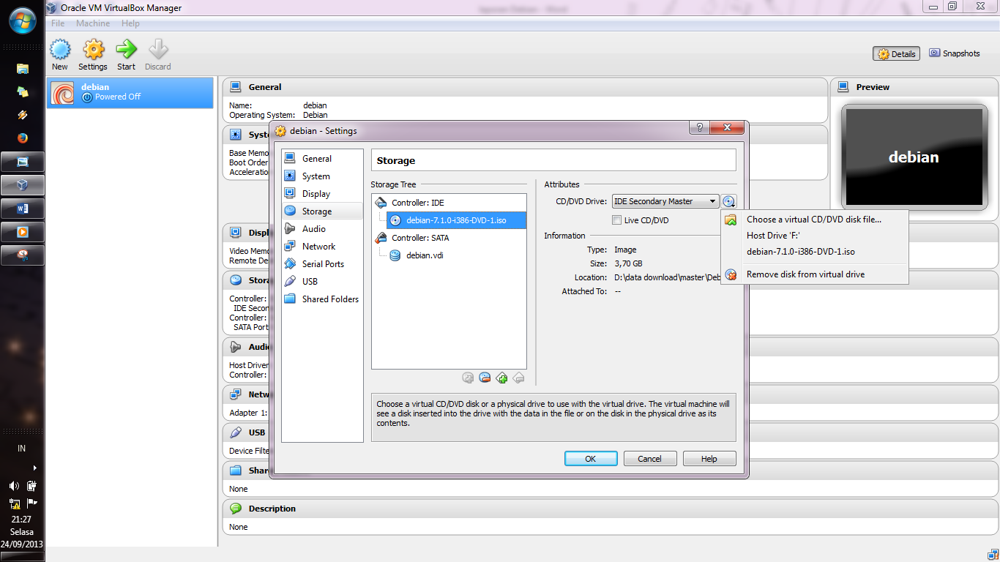 Oracle VM VirtualBox Manager
File Machine Help
New Settings Start Discard
Details Snapshots
debian
Powered Off
General
Name: debian
Operating System: Debian
Preview
debian
Base Memo
Boot Order
Acceleratio
Video Memo
Remote De
Controller:
IDE Secon
Controller:
SATA Port
Audio
Host Driver
Controller:
Netw
Adapter 1:
USB
Device Filte
Shar
None
Description
None
debian - Settings
General
System
Display
Storage
Audio
Network
Serial Ports
USB
Shared Folders
Storage
Storage Tree
Controller: IDE
debian-7.1.0-i386-DVD-1.iso
Controller: SATA
debian.vdi
Attributes
CD/DVD Drive: IDE Secondary Master
Live CD/DVD
Information
Type: Image
Size: 3,70 GB
Location: D:\data download\master\Deb
Attached To: --
Choose a virtual CD/DVD disk file...
Host Drive 'F:'
debian-7.1.0-i386-DVD-1.iso
Remove disk from virtual drive
Choose a virtual CD/DVD disk or a physical drive to use with the virtual drive. The virtual machine will
see a disk inserted into the drive with the data in the file or on the disk in the physical drive as its
contents.
OK Cancel Help
IN
21:27
Selasa
24/09/2013